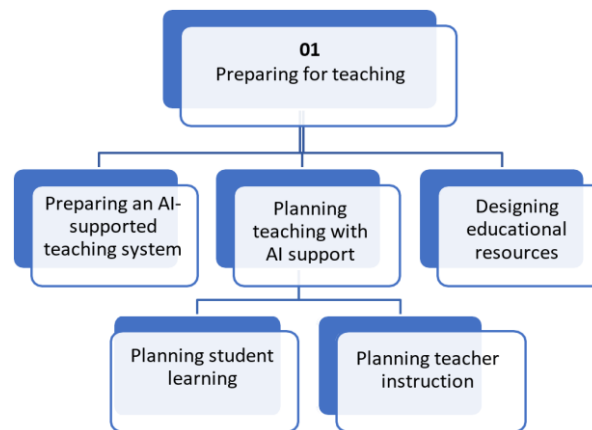 01
Preparing for teaching
Preparing an AI-
supported
teaching system
Planning
teaching with
AI support
Designing
educational
resources
Planning student
learning
Planning teacher
instruction